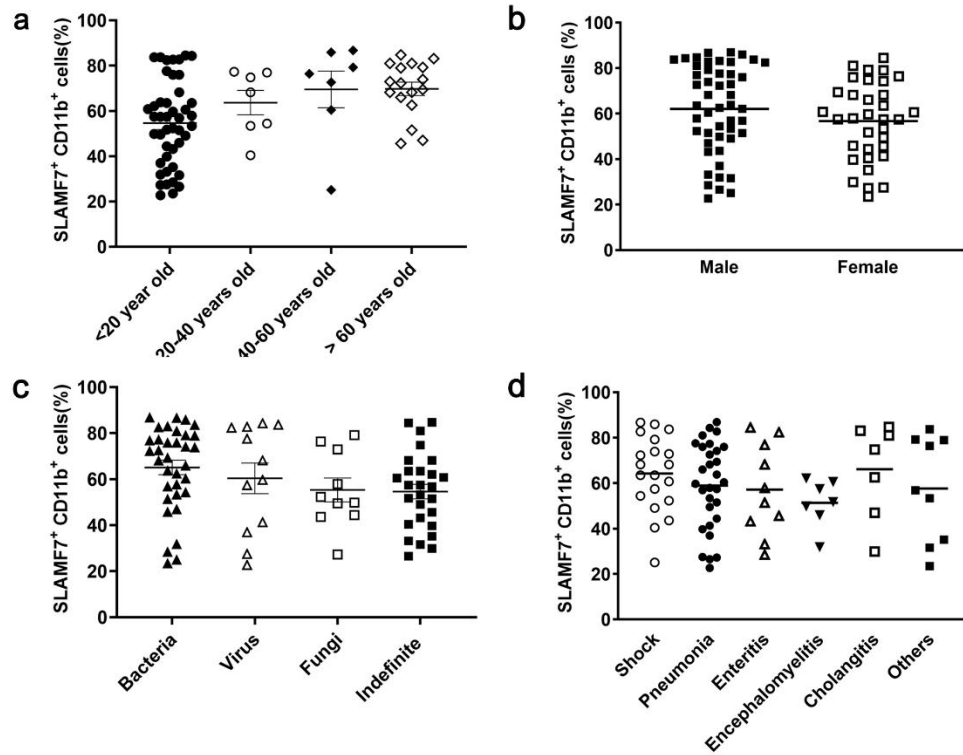 a
SLAMF7+ CD11b+ cells(%)
100
80
60
40
20
0
<20 year old
20-40 years old
40-60 years old
> 60 years old
b
SLAMF7+ CD11b+ cells (%)
100
80
60
40
20
0
Male
Female
c
SLAMF7+ CD11b+ cells(%)
100
80
60
40
20
0
Bacteria
Virus
Fungi
Indefinite
d
SLAMF7+ CD11b+ cells(%)
100
80
60
40
20
0
Shock
Pneumonia
Enteritis
Encephalomyelitis
Cholangitis
Others